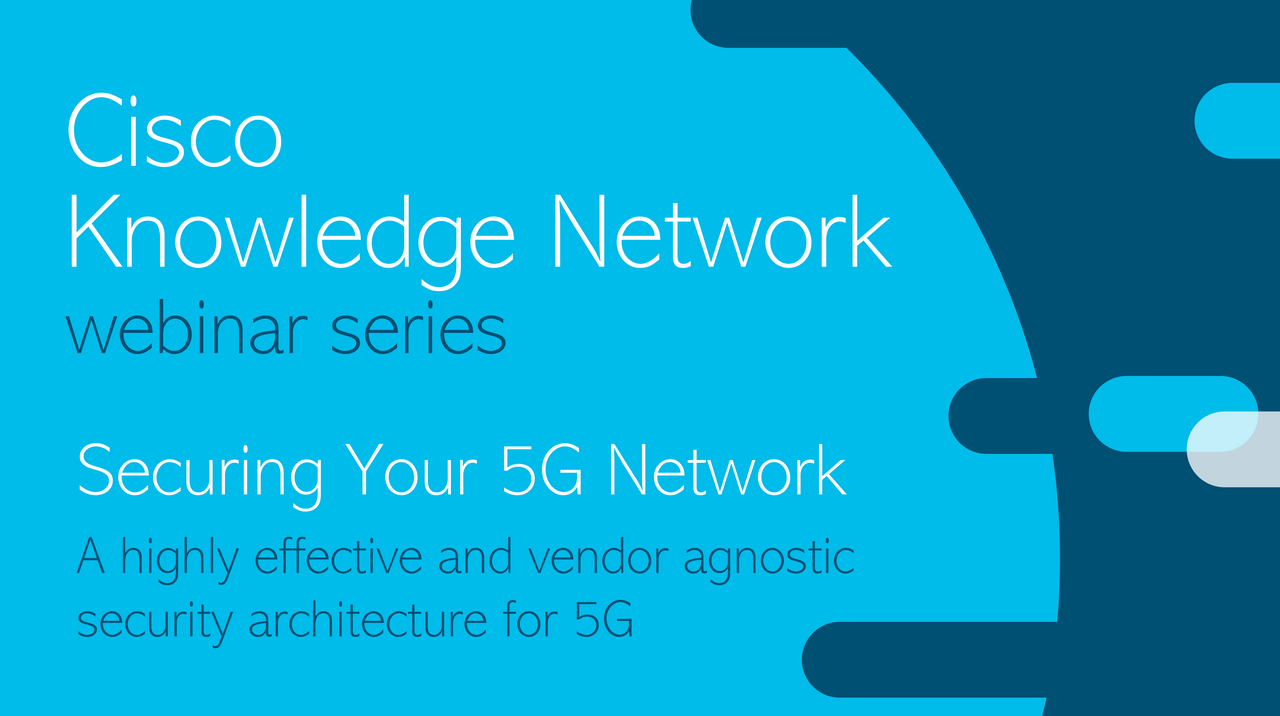 Cisco
Knowledge Network
webinar series
Securing Your 5G Network
A highly effective and vendor agnostic
security architecture for 5G